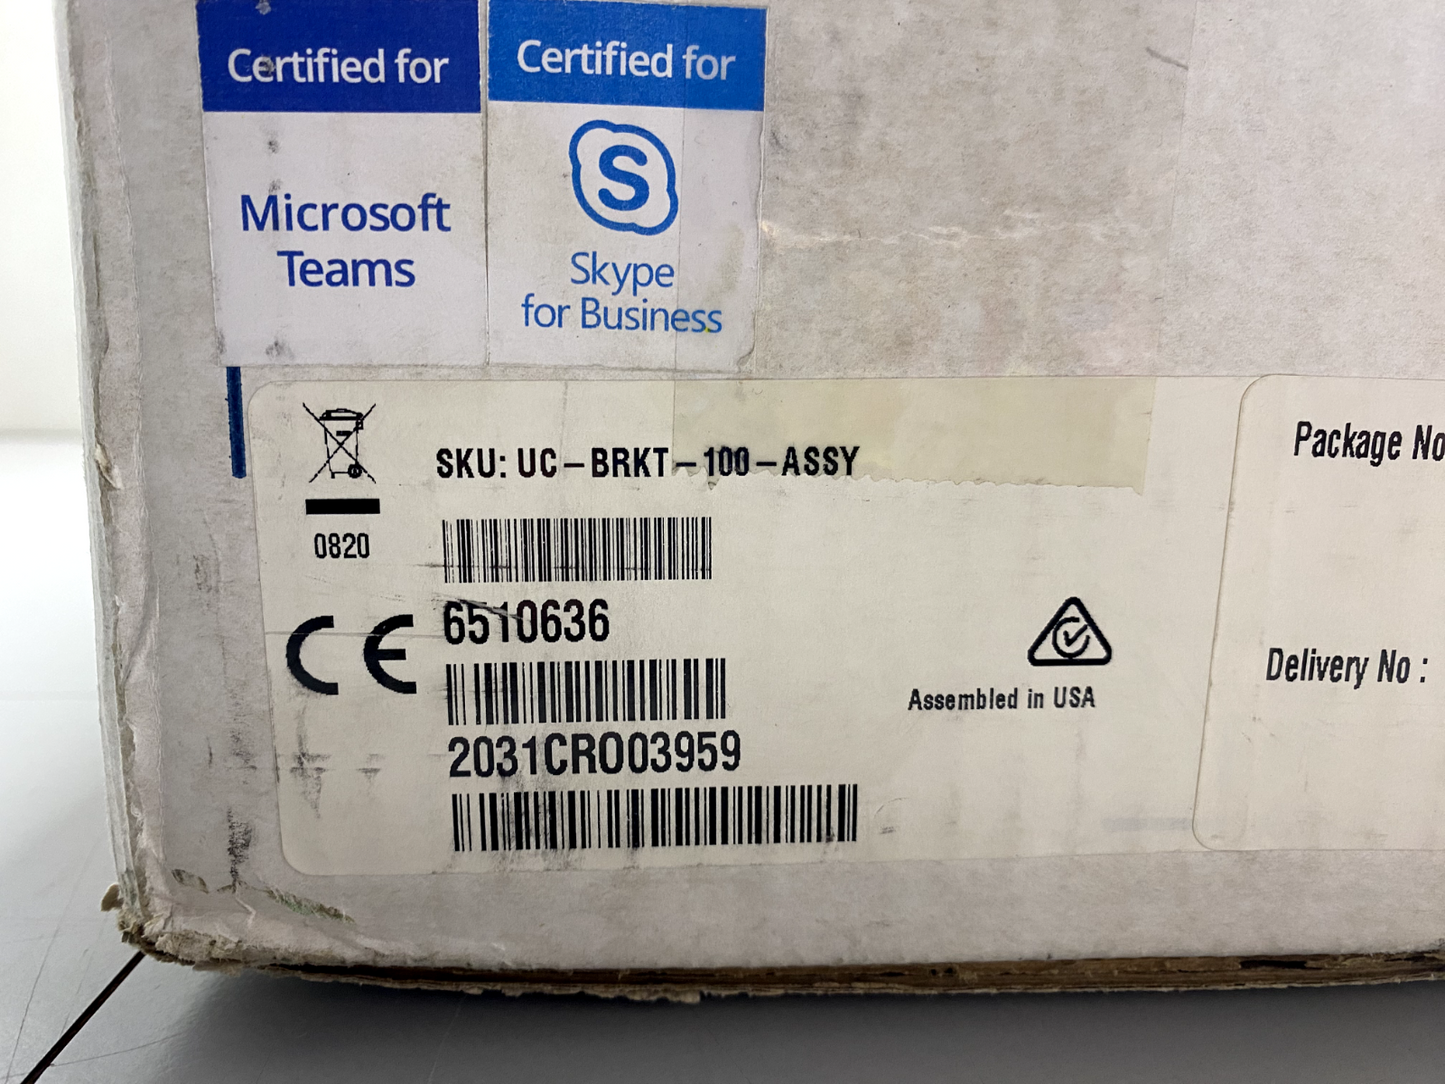 Certified for
Microsoft
Teams
Certified for
Skype
for Business
SKU: UC-BRKT-100-ASSY
0820
6510636
2031CRO03959
Assembled in USA
Package No
Delivery No :